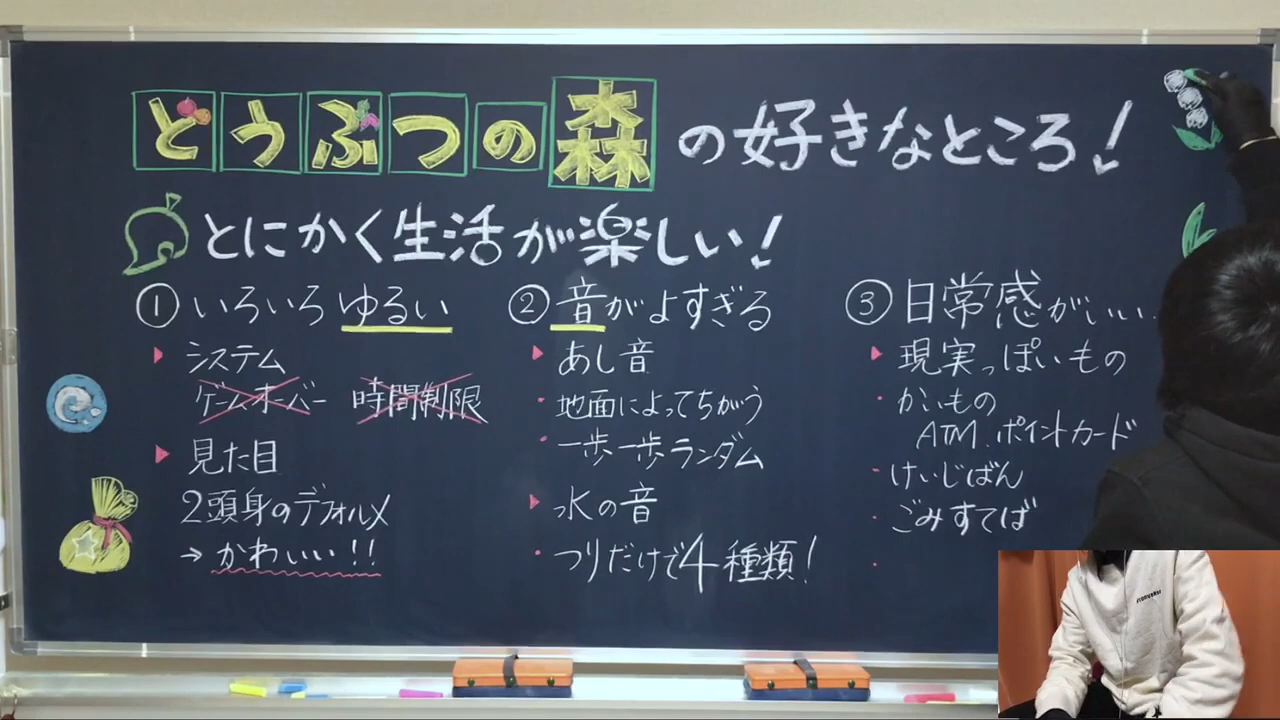 どうぶつの森の好きなところ！
とにかく生活が楽しい！
① いろいろゆるい
システム
ゲームオーバー 時間制限
見た目
2頭身のデフォルメ
→かわいい!!
② 音がよすぎる
あし音
・地面によってちがう
・一歩一歩ランダム
水の音
・つりだけで4種類！
③ 日常感がいい
現実っぽいもの
・かいもの
ATM、ポイントカード
・けいじばん
・ごみすてば
・
CONVERSE